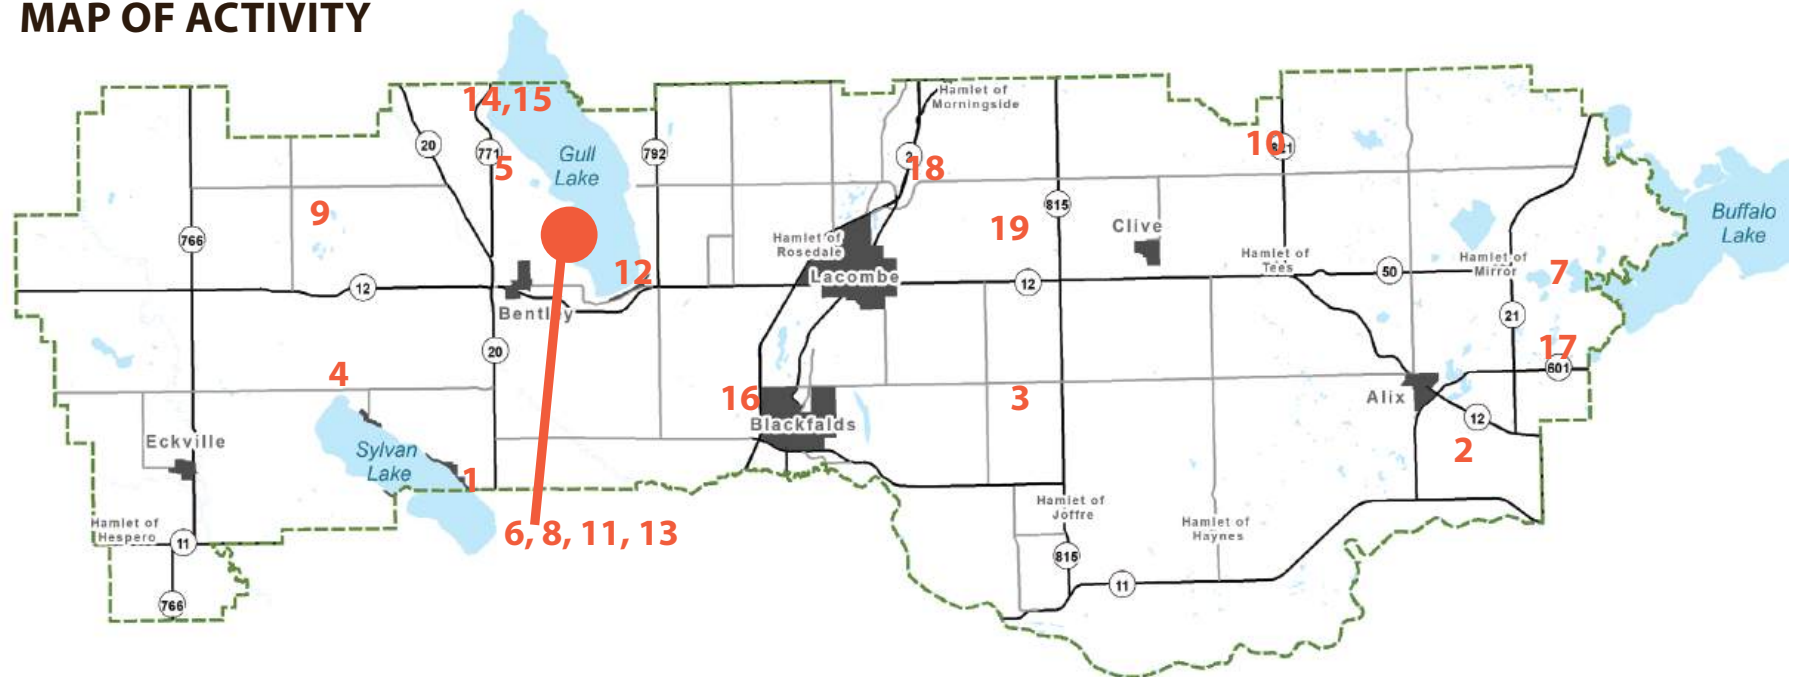 MAP OF ACTIVITY
14,15
Hamlet of
Morningside
20
771
5
Gull
Lake
792
2
18
10
821
9
766
815
19
Clive
Buffalo
Lake
Hamlet of
Rosedale
Lacombe
Hamlet of
Tees
50
Hamlet of
Mirror
7
12
12
12
Bentley
21
20
4
17
601
16
Blackfalds
3
Alix
12
2
Eckville
Sylvan
Lake
1
Hamlet of
Hespero
11
6, 8, 11, 13
Hamlet of
Joffre
Hamlet of
Haynes
815
11
766